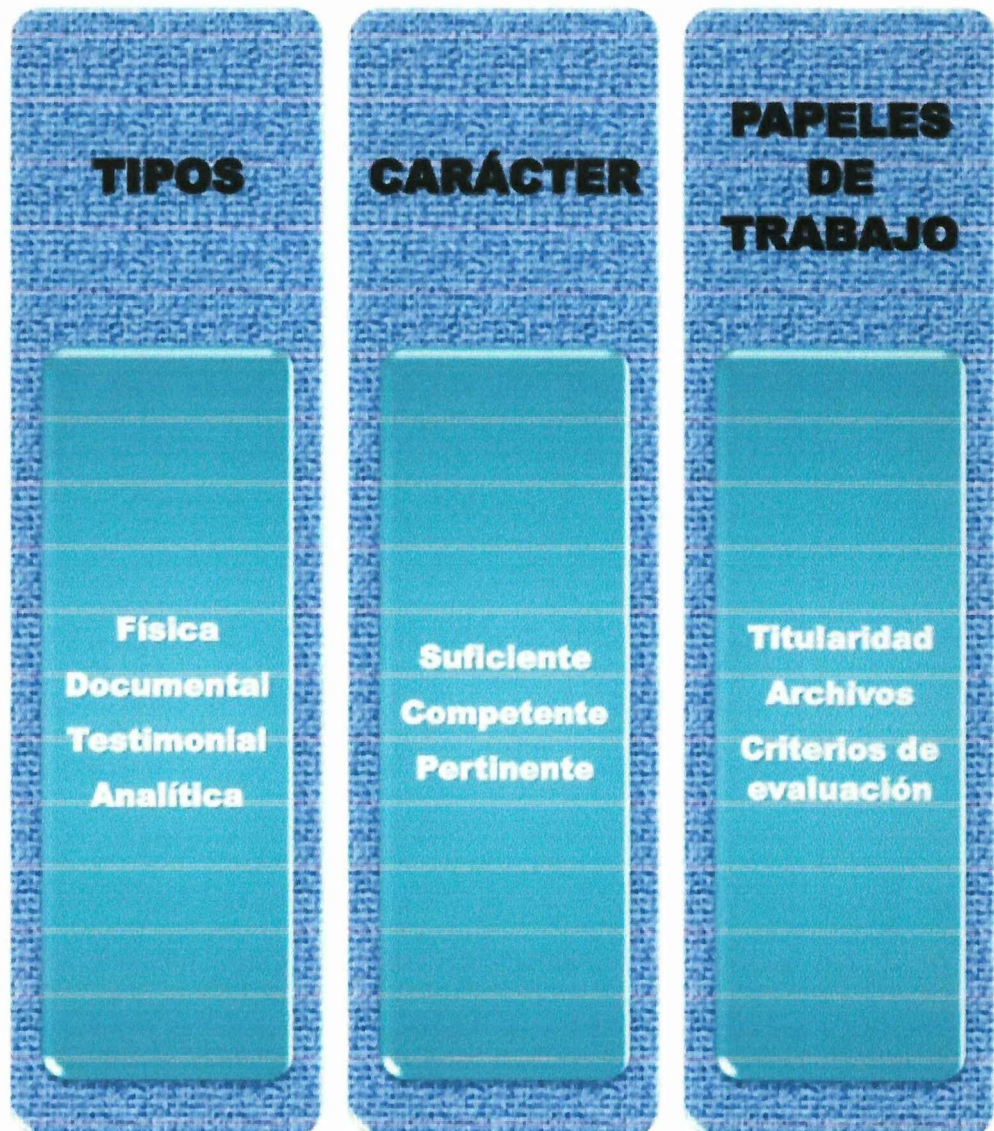 TIPOS
Física
Documental
Testimonial
Analítica
CARÁCTER
Suficiente
Competente
Pertinente
PAPELES
DE
TRABAJO
Titularidad
Archivos
Criterios de
evaluación